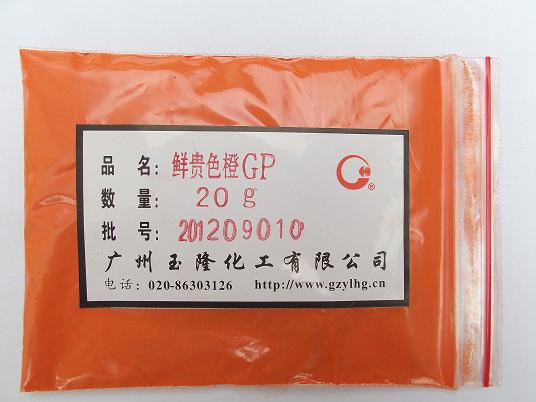 品 名: 鲜贵色橙GP
数 量: 20 g
批 号: 201209010
®
广州玉隆化工有限公司
电话: 020-86303126 http://www.gzylhg.cn